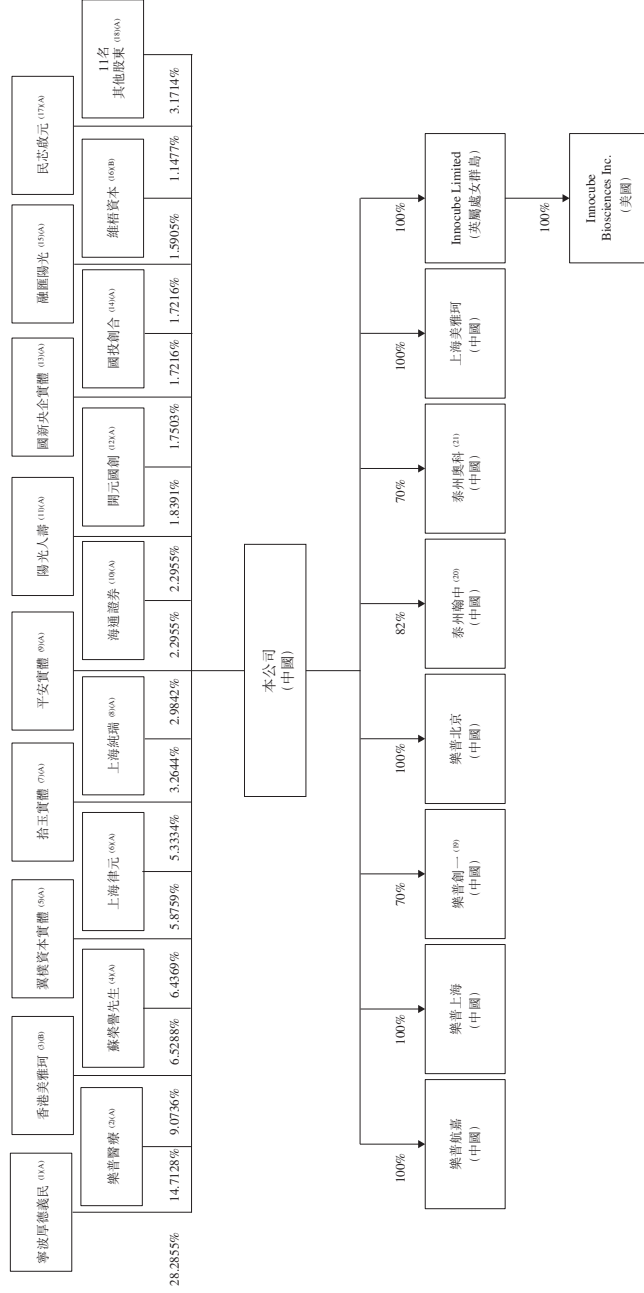 寧波厚德義民 (1)(A)
香港美雅珂 (3)(B)
翼樸資本實體 (5)(A)
拾玉實體 (7)(A)
平安實體 (9)(A)
陽光人壽 (11)(A)
國新央企實體 (13)(A)
融匯陽光 (15)(A)
民芯啟元 (17)(A)
樂普醫療 (2)(A)
蘇榮譽先生 (4)(A)
上海律元 (6)(A)
上海純瑞 (8)(A)
海通證券 (10)(A)
開元國創 (12)(A)
國投創合 (14)(A)
維梧資本 (16)(B)
11名
其他股東 (18)(A)
28.2855%
14.7128%
9.0736%
6.5288%
6.4369%
5.8759%
5.3334%
3.2644%
2.9842%
2.2955%
2.2955%
1.8391%
1.7503%
1.7216%
1.7216%
1.5905%
1.1477%
3.1714%
本公司
(中國)
100%
100%
70%
100%
82%
70%
100%
100%
樂普航嘉
(中國)
樂普上海
(中國)
樂普創一 (19)
(中國)
樂普北京
(中國)
泰州翰中 (20)
(中國)
泰州奧科 (21)
(中國)
上海美雅珂
(中國)
Innocube Limited
(英屬處女群島)
100%
Innocube
Biosciences Inc.
(美國)